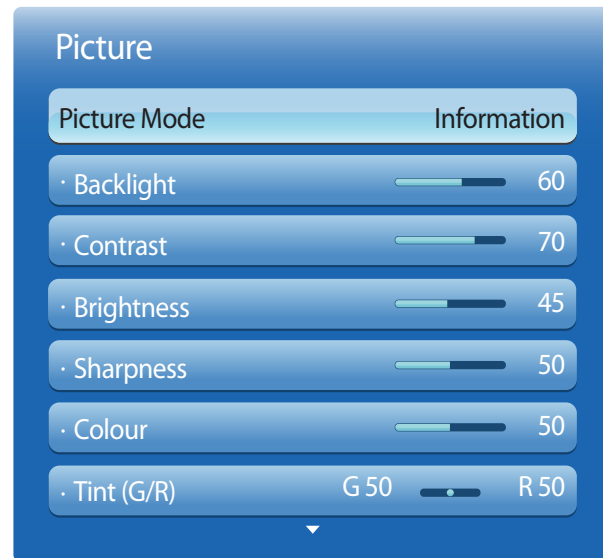 Picture
Picture Mode Information
· Backlight 60
· Contrast 70
· Brightness 45
· Sharpness 50
· Colour 50
· Tint (G/R) G 50 R 50